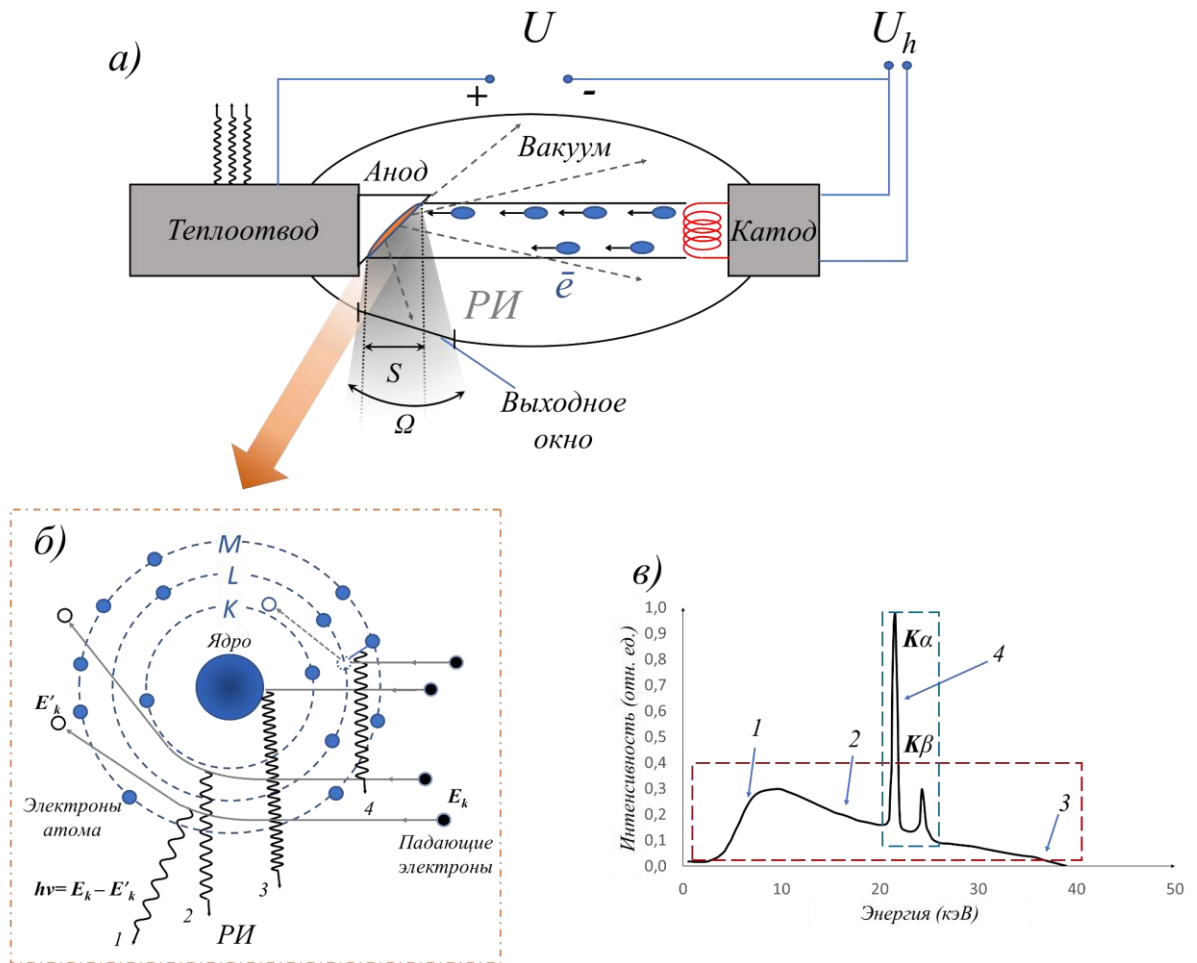 а)
U
U_h
+ -
Вакуум
Анод
Теплоотвод
Катод
ē
РИ
S
Ω
Выходное
окно
б)
M
L
K
Ядро
E'_k
E_k
4
Электроны
атома
Падающие
электроны
hν= E_k – E'_k
3
2
1
РИ
в)
Интенсивность (отн. ед.)
1,0
0,9
0,8
0,7
0,6
0,5
0,4
0,3
0,2
0,1
0,0
Kα
4
1
2
Kβ
3
0 10 20 30 40 50
Энергия (кэВ)